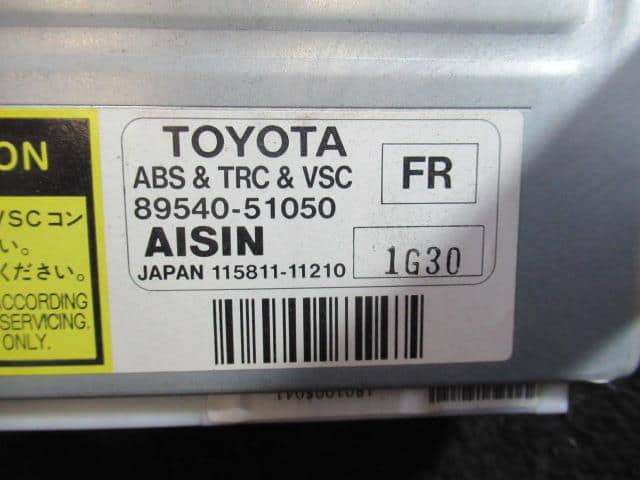 TOYOTA
ABS & TRC & VSC
FR
89540-51050
AISIN
JAPAN 115811-11210
1G30
ON
VSCコン
い。
ください。
ACCORDING
SERVICING,
ONLY.